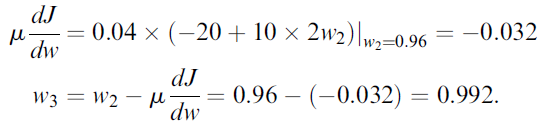 μ dJ/dw = 0.04 × (−20 + 10 × 2w₂)|w₂=0.96 = −0.032
w₃ = w₂ − μ dJ/dw = 0.96 − (−0.032) = 0.992.